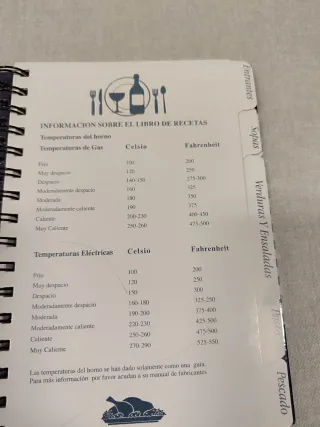 INFORMACION SOBRE EL LIBRO DE RECETAS
Temperaturas del horno
Temperaturas de Gas Celsio Fahrenheit
Frio 100 200
Muy despacio 120 250
Despacio 140-150 275-300
Moderadamente despacio 160 325
Moderada 180 350
Moderadamente caliente 190 375
Caliente 200-230 400-450
Muy Caliente 250-260 475-500
Temperaturas Eléctricas Celsio Fahrenheit
Frio 100 200
Muy despacio 120 250
Despacio 150 300
Moderadamente despacio 160-180 325-250
Moderada 190-200 375-400
Moderadamente caliente 220-230 425-500
Caliente 250-260 475-500
Muy Caliente 270-290 525-550
Las temperaturas del horno se han dado solamente como una guia.
Para más información por favor acudan a su manual de fabricantes
Entrantes
Sopas
Verduras Y Ensaladas
Pescado